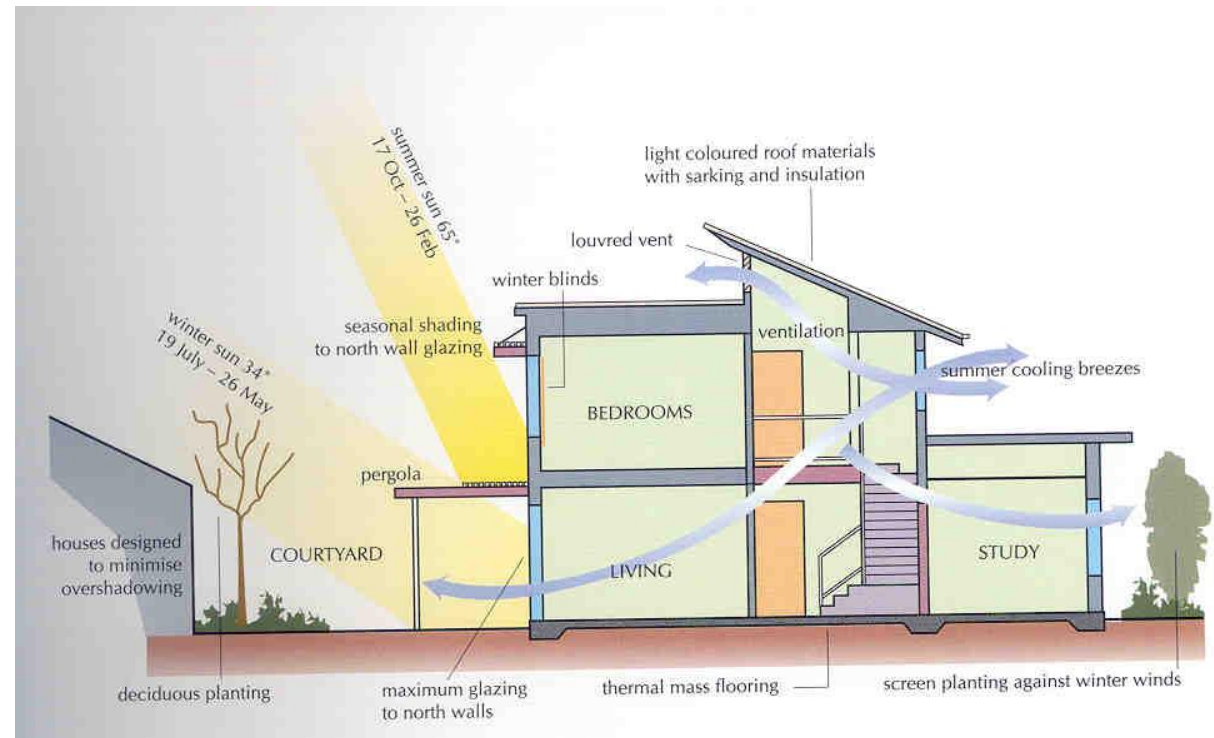 summer sun 65°
17 Oct – 26 Feb
light coloured roof materials
with sarking and insulation
louvred vent
winter blinds
seasonal shading
to north wall glazing
ventilation
winter sun 34°
19 July – 26 May
summer cooling breezes
BEDROOMS
pergola
houses designed
to minimise
overshadowing
COURTYARD
LIVING
STUDY
deciduous planting
maximum glazing
to north walls
thermal mass flooring
screen planting against winter winds